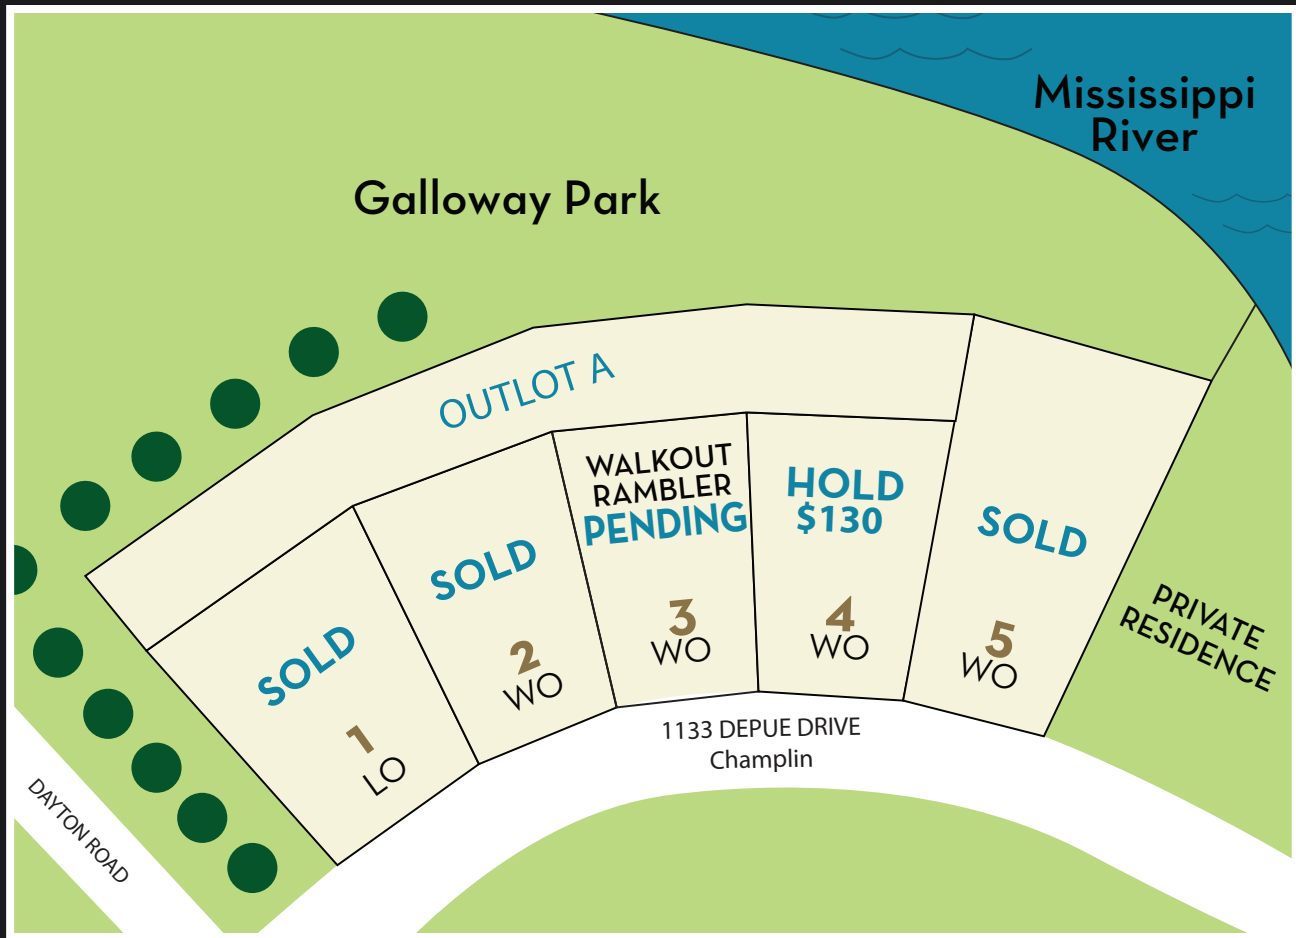 Mississippi
River
Galloway Park
OUTLOT A
WALKOUT
RAMBLER
PENDING
HOLD
$130
SOLD
SOLD
SOLD
1
LO
2
WO
3
WO
4
WO
5
WO
PRIVATE
RESIDENCE
1133 DEPUE DRIVE
Champlin
DAYTON ROAD